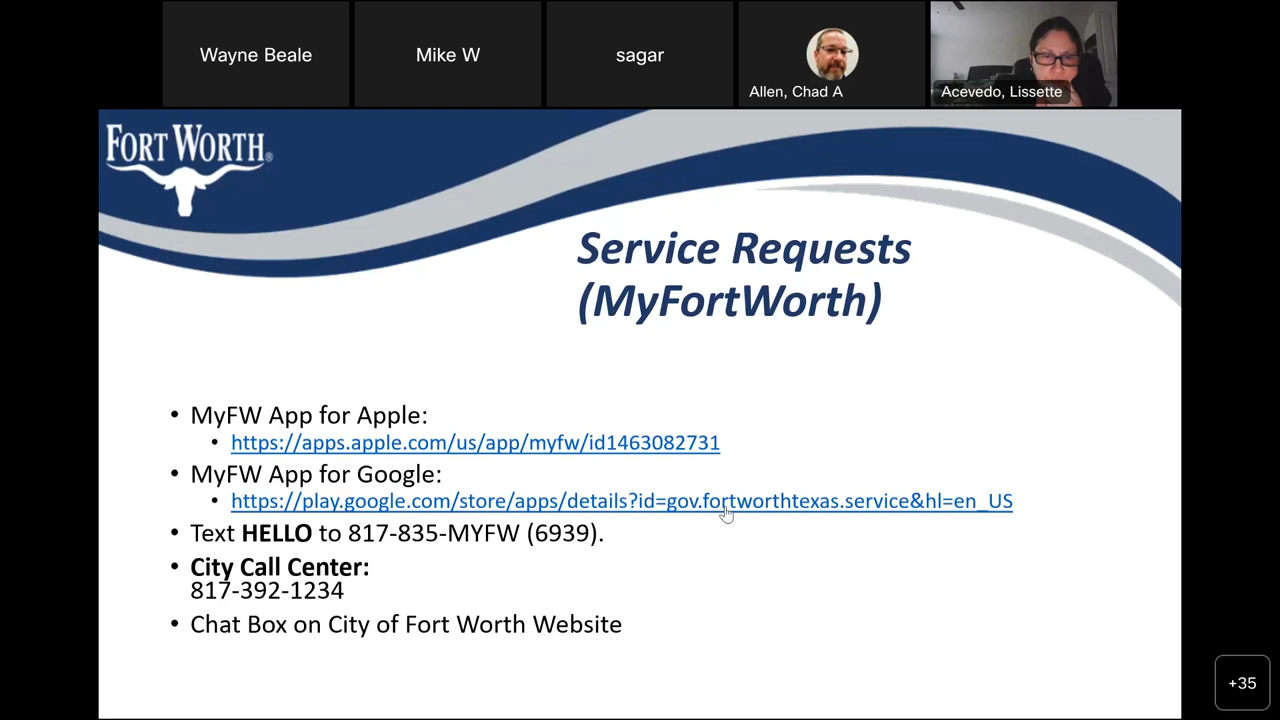 Wayne Beale
Mike W
sagar
Allen, Chad A
Acevedo, Lissette
FORT WORTH®
Service Requests
(MyFortWorth)
• MyFW App for Apple:
• https://apps.apple.com/us/app/myfw/id1463082731
• MyFW App for Google:
• https://play.google.com/store/apps/details?id=gov.fortworthtexas.service&hl=en_US
• Text HELLO to 817-835-MYFW (6939).
• City Call Center:
817-392-1234
• Chat Box on City of Fort Worth Website
+35